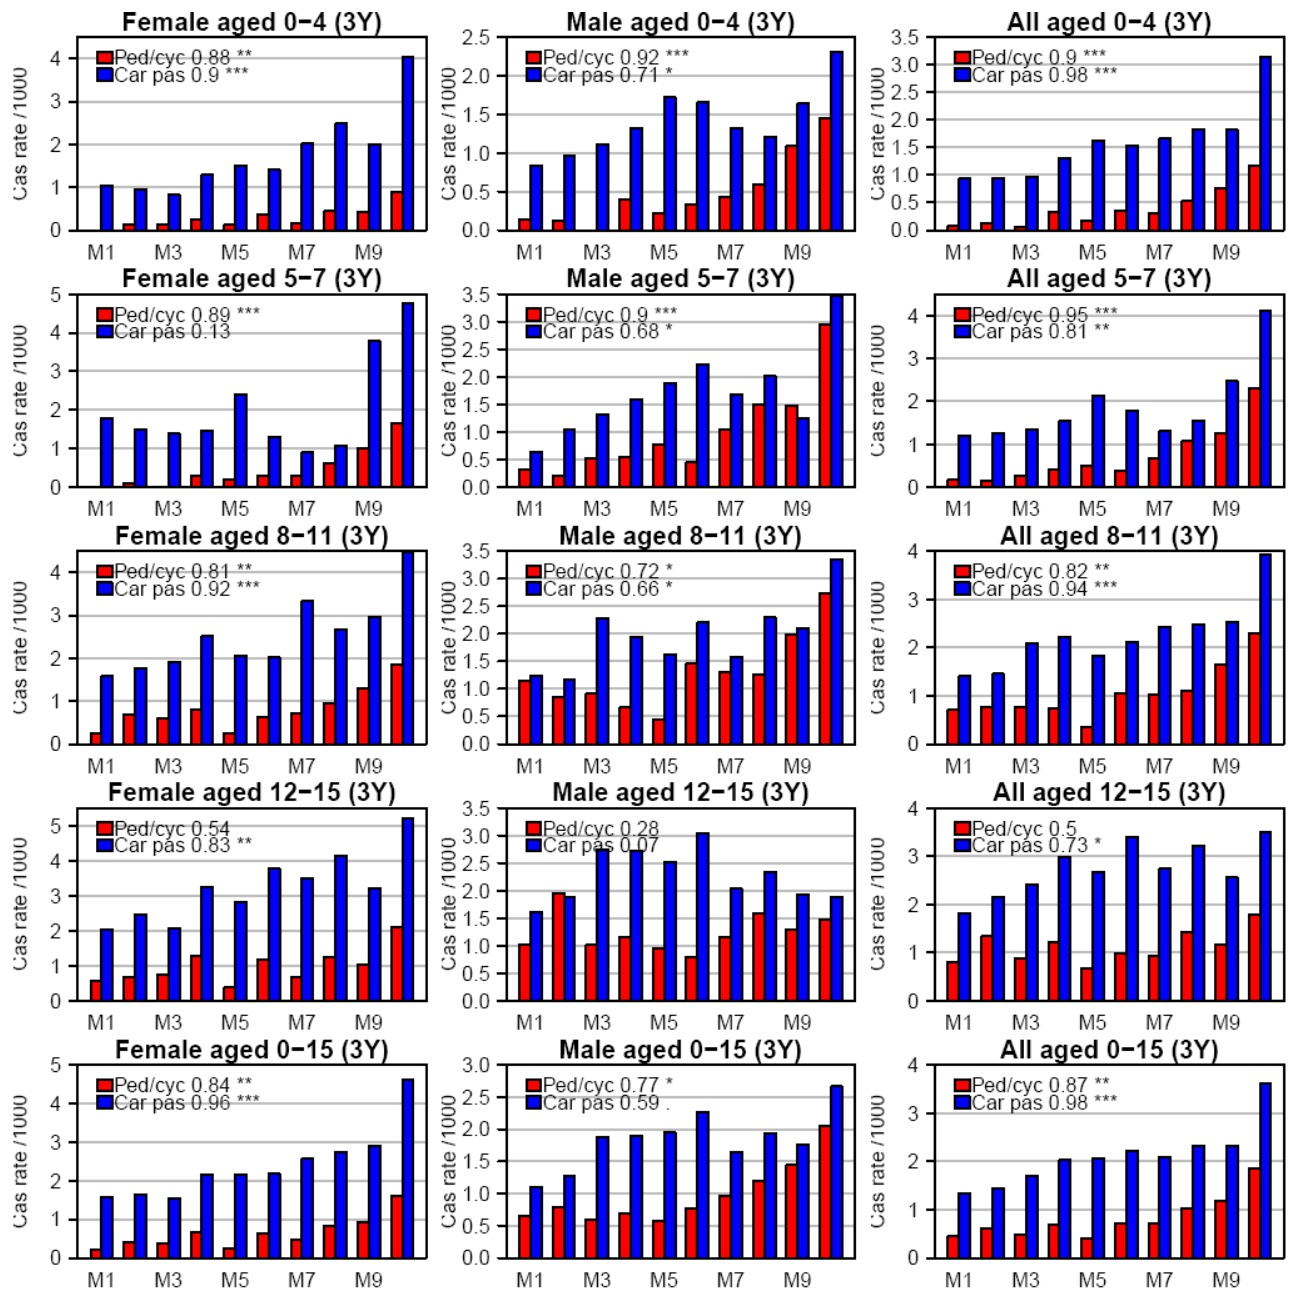 Female aged 0−4 (3Y)
Cas rate /1000
4
3
2
1
0
Ped/cyc 0.88 **
Car pas 0.9 ***
M1 M3 M5 M7 M9
Male aged 0−4 (3Y)
Cas rate /1000
2.5
2.0
1.5
1.0
0.5
0.0
Ped/cyc 0.92 ***
Car pas 0.71 *
M1 M3 M5 M7 M9
All aged 0−4 (3Y)
Cas rate /1000
3.5
3.0
2.5
2.0
1.5
1.0
0.5
0.0
Ped/cyc 0.9 ***
Car pas 0.98 ***
M1 M3 M5 M7 M9
Female aged 5−7 (3Y)
Cas rate /1000
5
4
3
2
1
0
Ped/cyc 0.89 ***
Car pas 0.13
M1 M3 M5 M7 M9
Male aged 5−7 (3Y)
Cas rate /1000
3.5
3.0
2.5
2.0
1.5
1.0
0.5
0.0
Ped/cyc 0.9 ***
Car pas 0.68 *
M1 M3 M5 M7 M9
All aged 5−7 (3Y)
Cas rate /1000
4
3
2
1
0
Ped/cyc 0.95 ***
Car pas 0.81 **
M1 M3 M5 M7 M9
Female aged 8−11 (3Y)
Cas rate /1000
4
3
2
1
0
Ped/cyc 0.81 **
Car pas 0.92 ***
M1 M3 M5 M7 M9
Male aged 8−11 (3Y)
Cas rate /1000
3.5
3.0
2.5
2.0
1.5
1.0
0.5
0.0
Ped/cyc 0.72 *
Car pas 0.66 *
M1 M3 M5 M7 M9
All aged 8−11 (3Y)
Cas rate /1000
4
3
2
1
0
Ped/cyc 0.82 **
Car pas 0.94 ***
M1 M3 M5 M7 M9
Female aged 12−15 (3Y)
Cas rate /1000
5
4
3
2
1
0
Ped/cyc 0.54
Car pas 0.83 **
M1 M3 M5 M7 M9
Male aged 12−15 (3Y)
Cas rate /1000
3.5
3.0
2.5
2.0
1.5
1.0
0.5
0.0
Ped/cyc 0.28
Car pas 0.07
M1 M3 M5 M7 M9
All aged 12−15 (3Y)
Cas rate /1000
4
3
2
1
0
Ped/cyc 0.5
Car pas 0.73 *
M1 M3 M5 M7 M9
Female aged 0−15 (3Y)
Cas rate /1000
5
4
3
2
1
0
Ped/cyc 0.84 **
Car pas 0.96 ***
M1 M3 M5 M7 M9
Male aged 0−15 (3Y)
Cas rate /1000
3.0
2.5
2.0
1.5
1.0
0.5
0.0
Ped/cyc 0.77 *
Car pas 0.59 .
M1 M3 M5 M7 M9
All aged 0−15 (3Y)
Cas rate /1000
4
3
2
1
0
Ped/cyc 0.87 **
Car pas 0.98 ***
M1 M3 M5 M7 M9